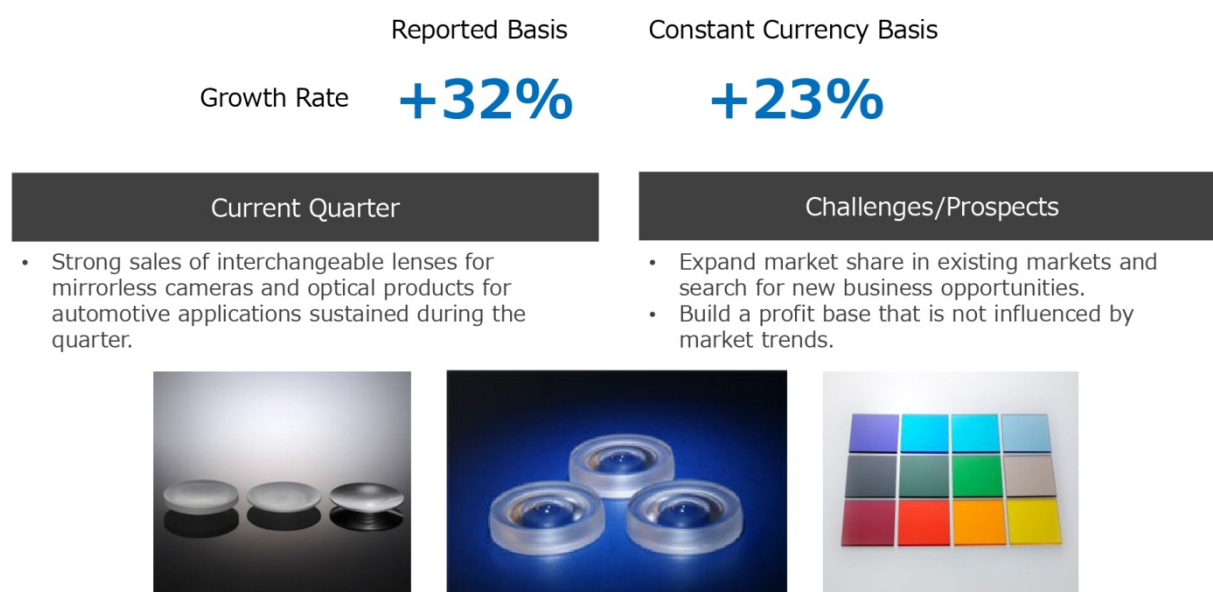 Reported Basis
Constant Currency Basis
Growth Rate
+32%
+23%
Current Quarter
• Strong sales of interchangeable lenses for
mirrorless cameras and optical products for
automotive applications sustained during the
quarter.
Challenges/Prospects
• Expand market share in existing markets and
search for new business opportunities.
• Build a profit base that is not influenced by
market trends.